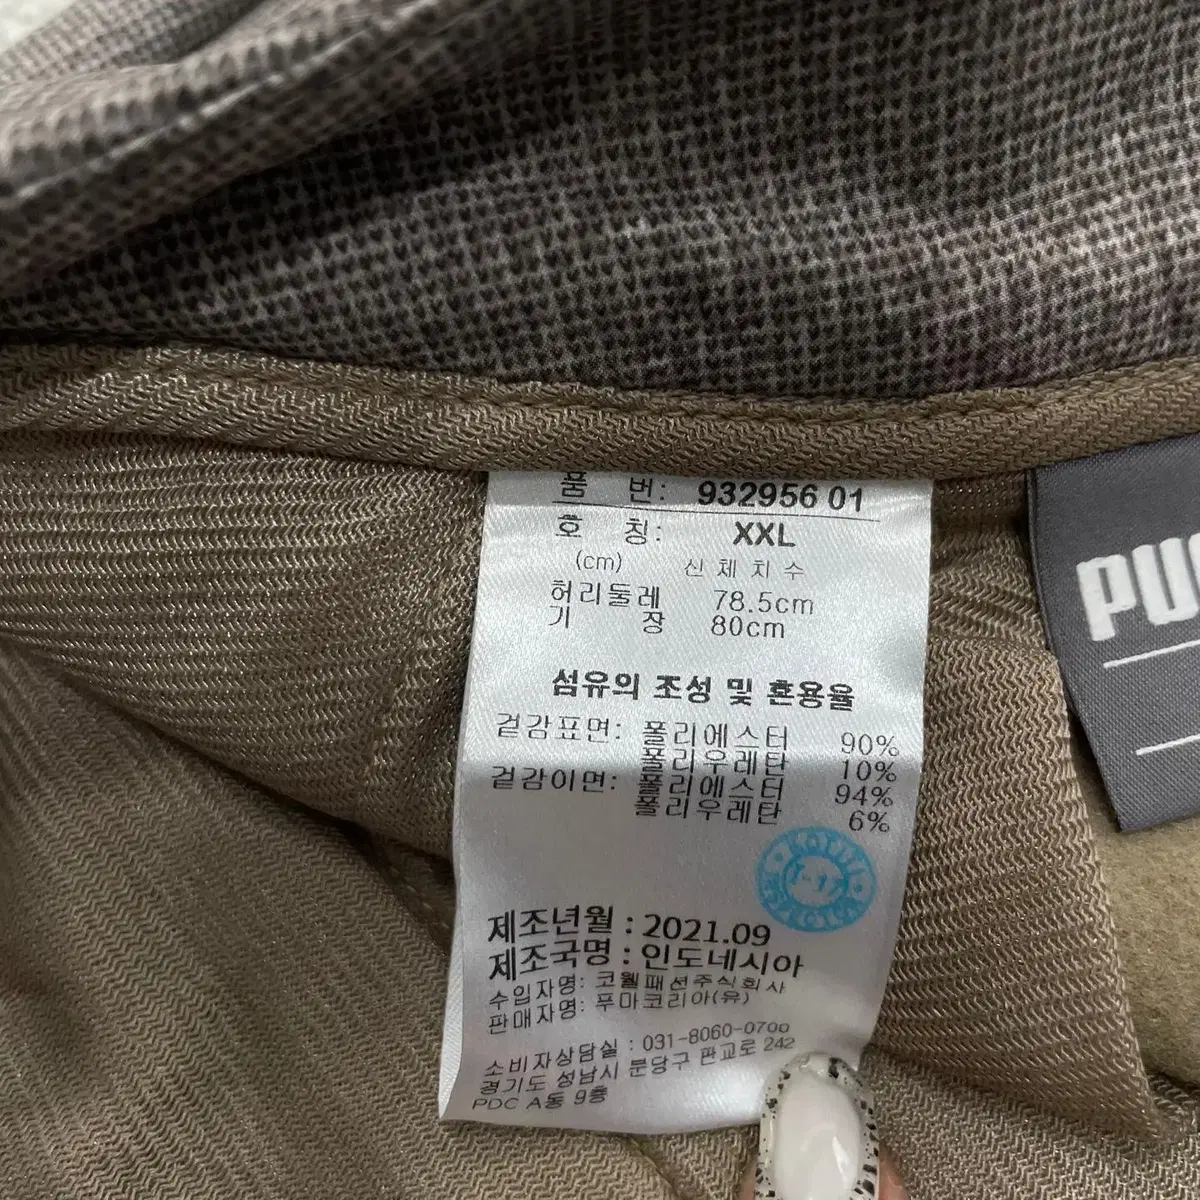 품 번: 932956 01
호 칭: XXL
(cm) 신체치수
허리둘레 78.5cm
기 장 80cm
섬유의 조성 및 혼용율
겉감표면: 폴리에스터 90%
폴리우레탄 10%
겉감이면: 폴리에스터 94%
폴리우레탄 6%
제조년월 : 2021.09
제조국명 : 인도네시아
수입자명: 코웰패션주식회사
판매자명: 푸마코리아(유)
소비자상담실 : 031-8060-0700
경기도 성남시 분당구 판교로 242
PDC A동 9층